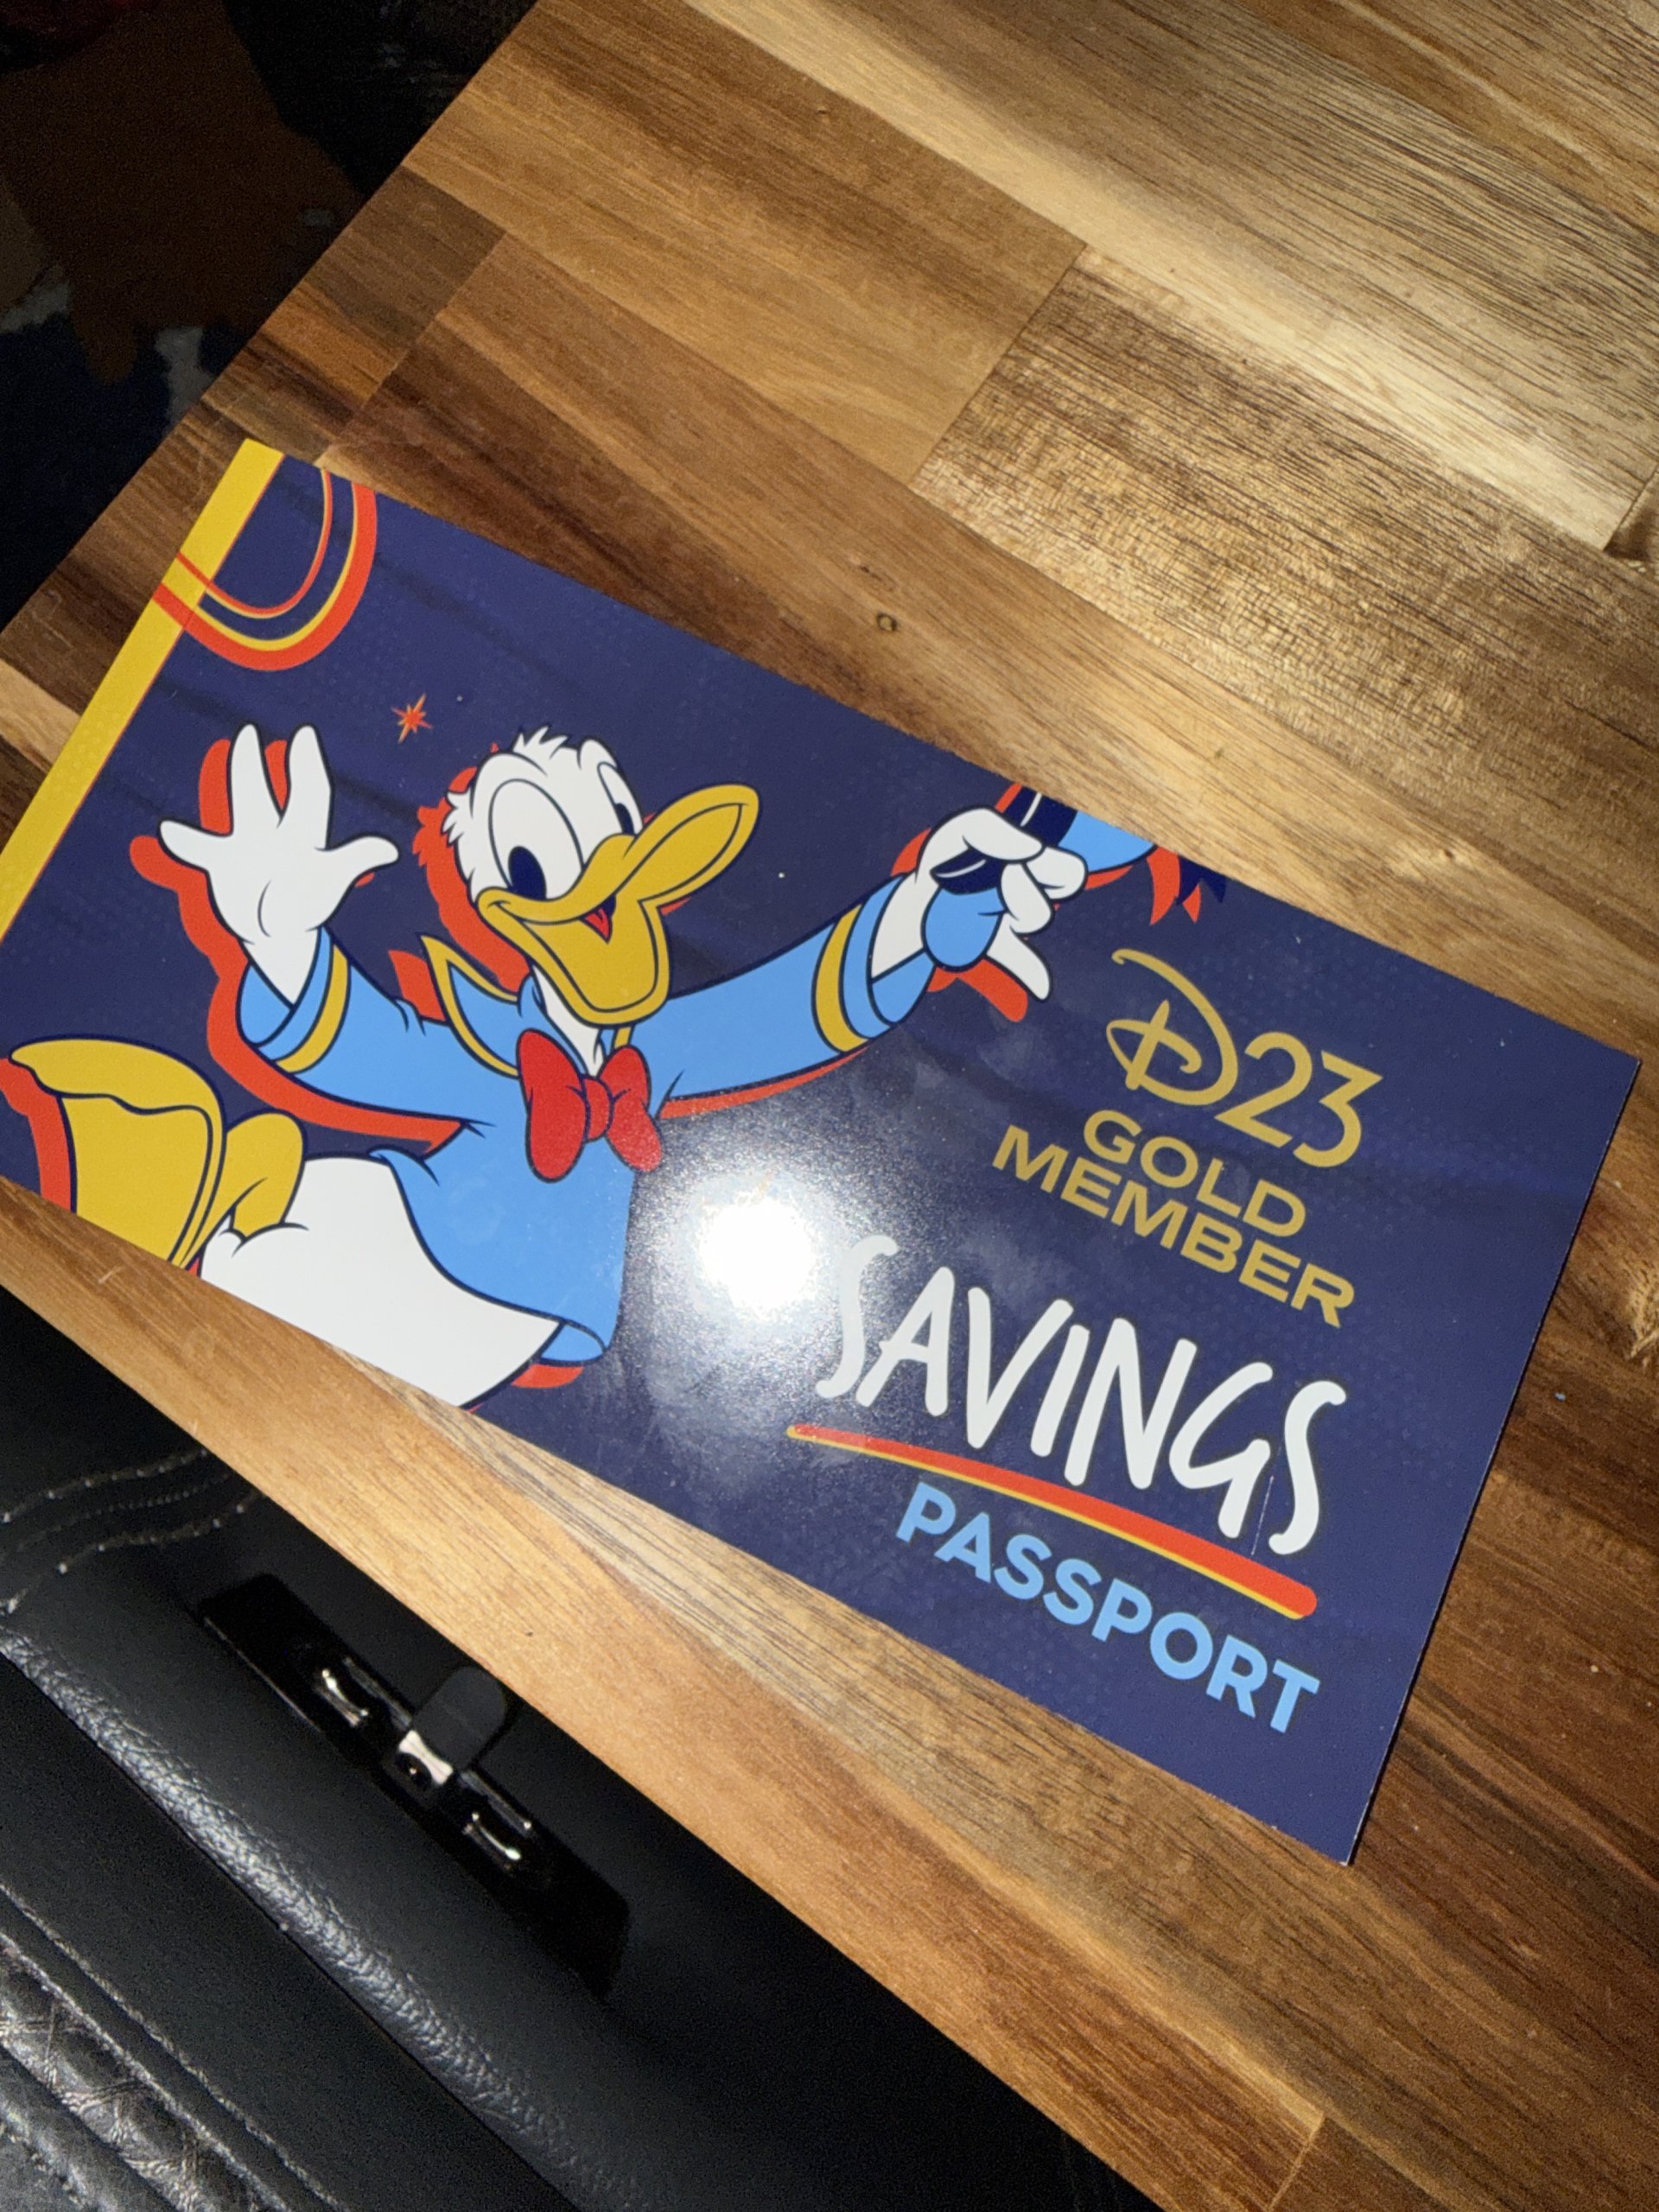 D23
GOLD
MEMBER
SAVINGS
PASSPORT